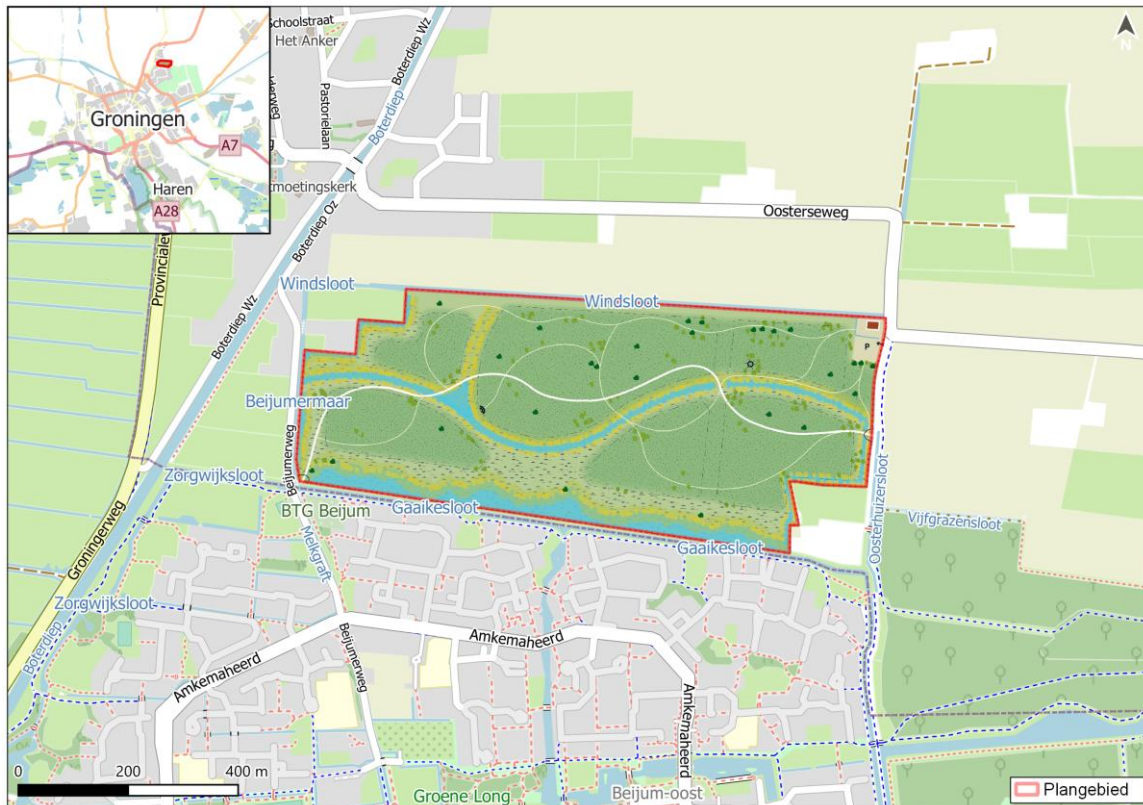 Groningen
A7
Haren
A28
Schoolstraat
Het Anker
Pastorielaan
Boterdiep Wz
Boterdiep
N
Oosterseweg
Boterdiep Oz
Provinciale
Windsloot
Windsloot
Boterdiep Wz
P
Beijumermaar
Beijumerweg
Zorgwijksloot
BTG Beijum
Gaaikesloot
Gaaikesloot
Oosterhuizersloot
Vijfgrazensloot
Groningerweg
Melkgraft
Zorgwijksloot
Boterdiep
Amkemaheerd
Amkemaheerd
Beijumerweg
Amkemaheerd
0 200 400 m
Groene Long
Beijum-oost
Plangebied